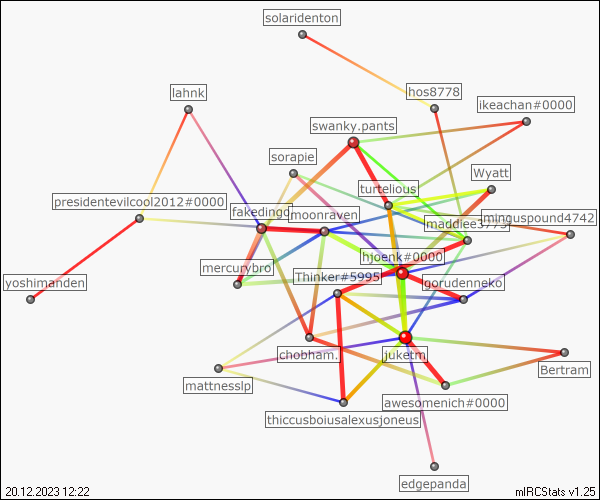 solaridenton
hos8778
lahnk
ikeachan#0000
swanky.pants
sorapie
Wyatt
turtelious
presidentevilcool2012#0000
fakedingo
moonraven
minguspound4742
hjoenk#0000
mercurybro
Thinker#5995
gorudenneko
yoshimanden
chobham.
juketm
Bertram
mattnesslp
awesomenich#0000
thiccusboiusalexusjoneus
edgepanda
20.12.2023 12:22
mIRCStats v1.25